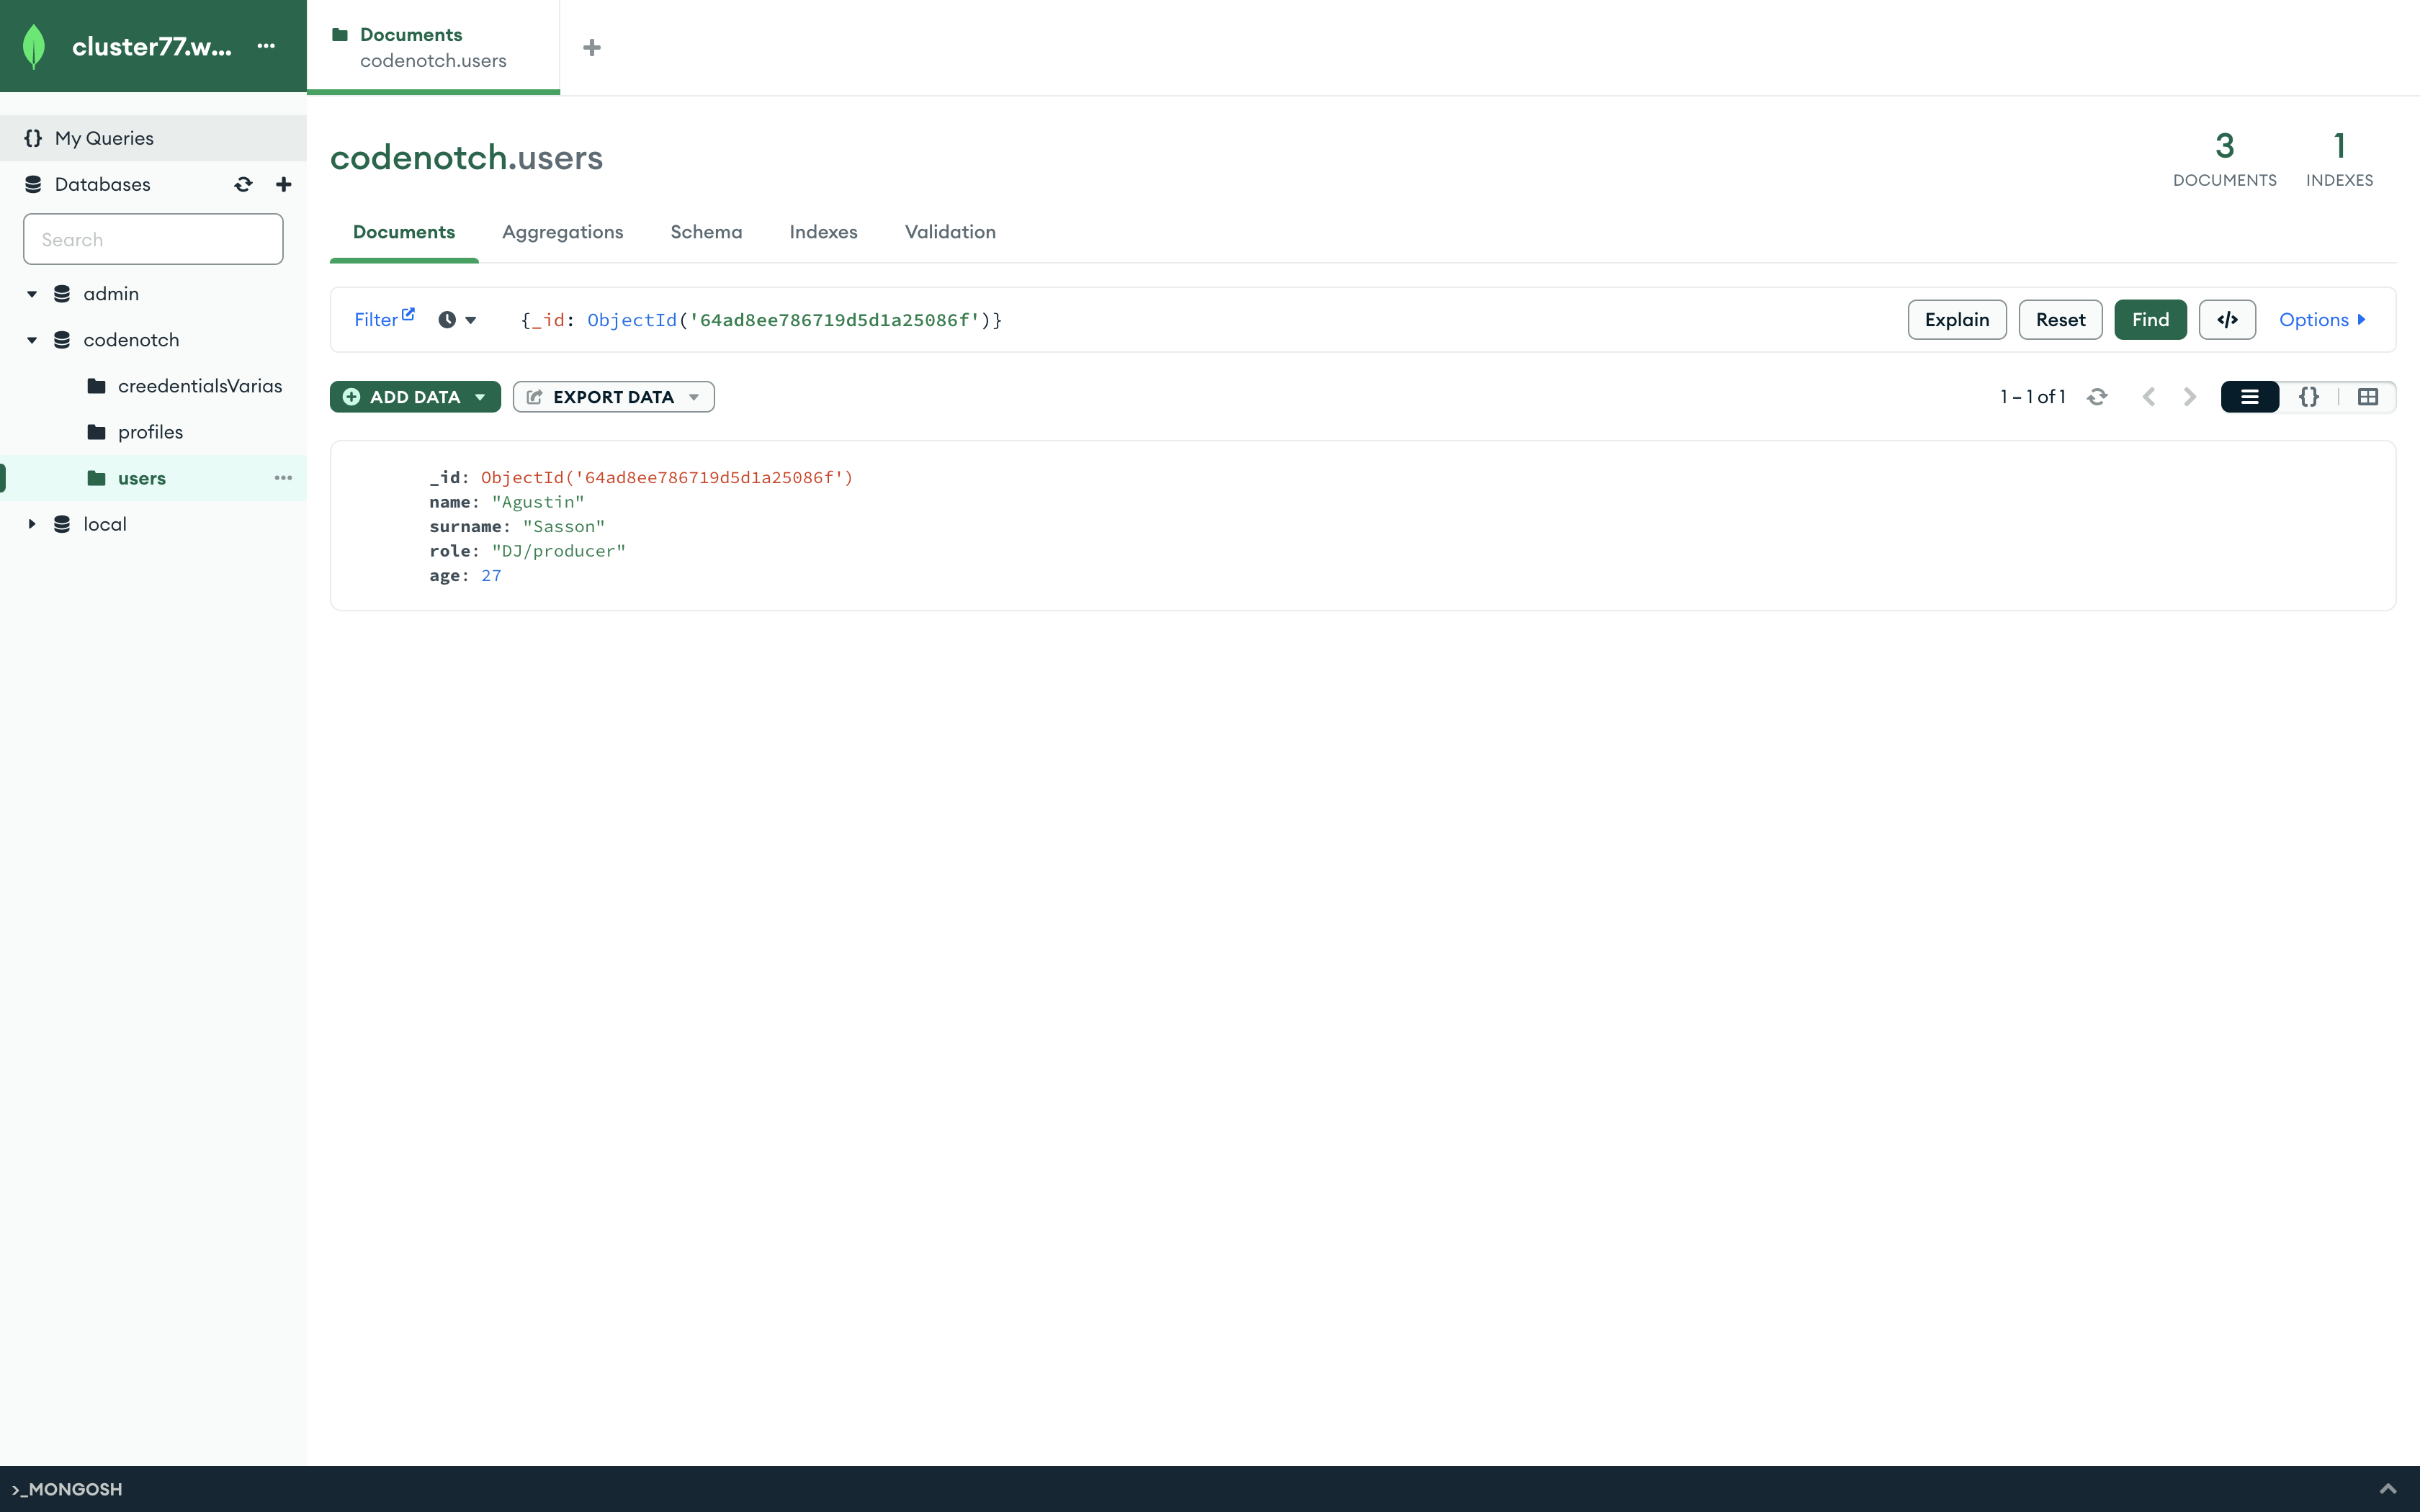 cluster77.w...
Documents
codenotch.users
{} My Queries
Databases
Search
admin
codenotch
creedentialsVarias
profiles
users
local
codenotch.users
3
DOCUMENTS
1
INDEXES
Documents Aggregations Schema Indexes Validation
Filter {_id: ObjectId('64ad8ee786719d5d1a25086f')} Explain Reset Find </> Options
ADD DATA EXPORT DATA 1 – 1 of 1 {}
_id: ObjectId('64ad8ee786719d5d1a25086f')
name: "Agustin"
surname: "Sasson"
role: "DJ/producer"
age: 27
>_MONGOSH